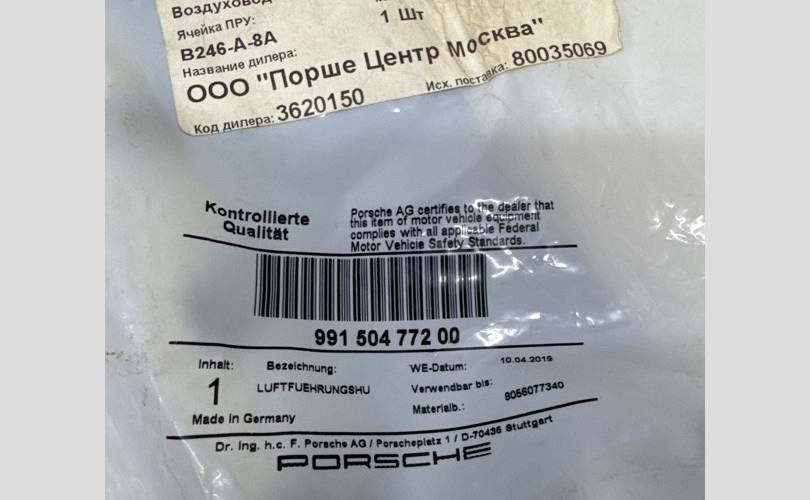 Воздуховод
Ячейка ПРУ:
1 Шт
B246-A-8A
Название дилера:
ООО "Порше Центр Москва"
Код дилера: 3620150
Исх. поставка: 80035069
Kontrollierte
Qualität
Porsche AG certifies to the dealer that
this item of motor vehicle equipment
complies with all applicable Federal
Motor Vehicle Safety Standards.
991 504 772 00
Inhalt:
1
Bezeichnung:
LUFTFUEHRUNGSHU
WE-Datum:
10.04.2019
Verwendbar bis:
Materialb.:
8056077340
Made in Germany
Dr. Ing. h.c. F. Porsche AG / Porscheplatz 1 / D-70435 Stuttgart
PORSCHE